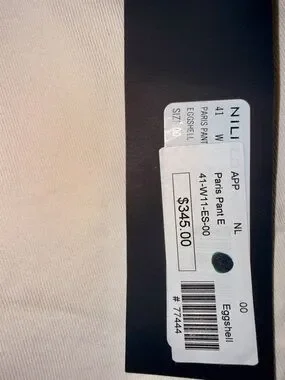 NILI
41 W
PARIS PANT
EGGSHELL
SIZE 00
APP NL 00
Paris Pant E Eggshell
41-W11-ES-00
$345.00
# 77444